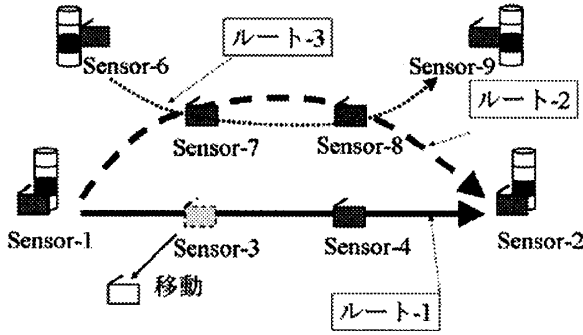 ルート-3
Sensor-6
Sensor-9
ルート-2
Sensor-7
Sensor-8
Sensor-1
Sensor-3
Sensor-4
Sensor-2
移動
ルート-1